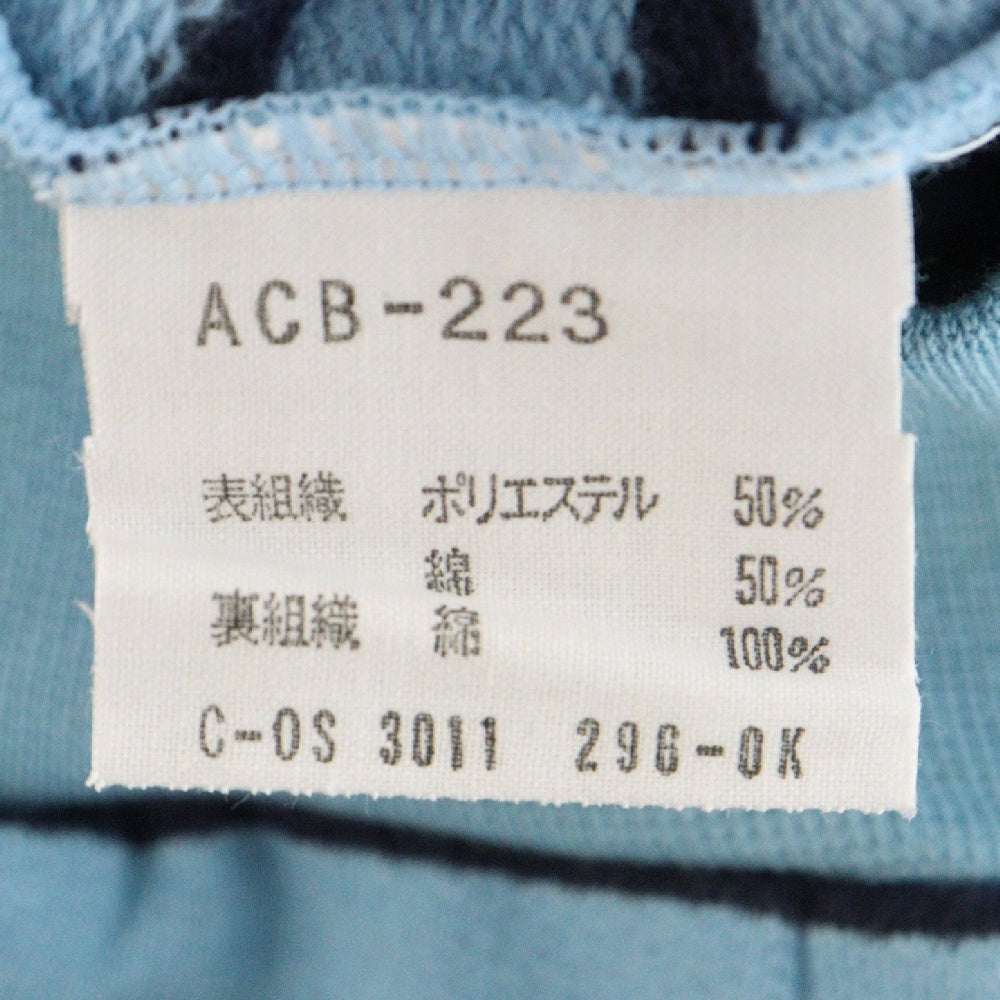 ACB-223
表組織 ポリエステル 50%
綿 50%
裏組織 綿 100%
C-OS 3011 296-OK